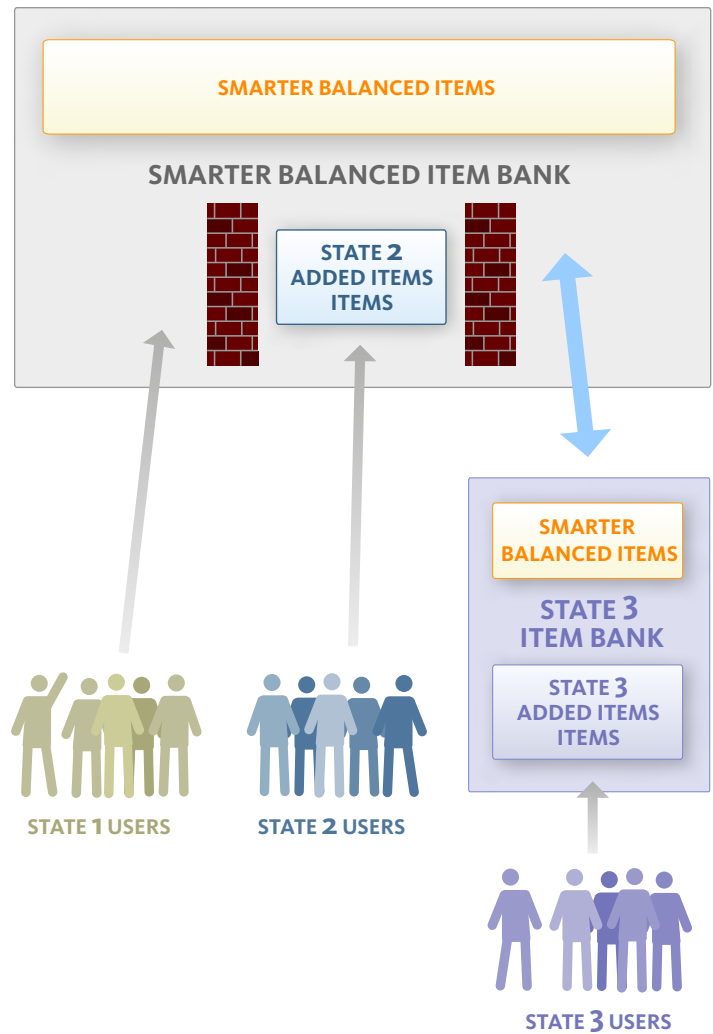 SMARTER BALANCED ITEMS
SMARTER BALANCED ITEM BANK
STATE 2
ADDED ITEMS
ITEMS
SMARTER
BALANCED ITEMS
STATE 3
ITEM BANK
STATE 3
ADDED ITEMS
ITEMS
STATE 1 USERS
STATE 2 USERS
STATE 3 USERS